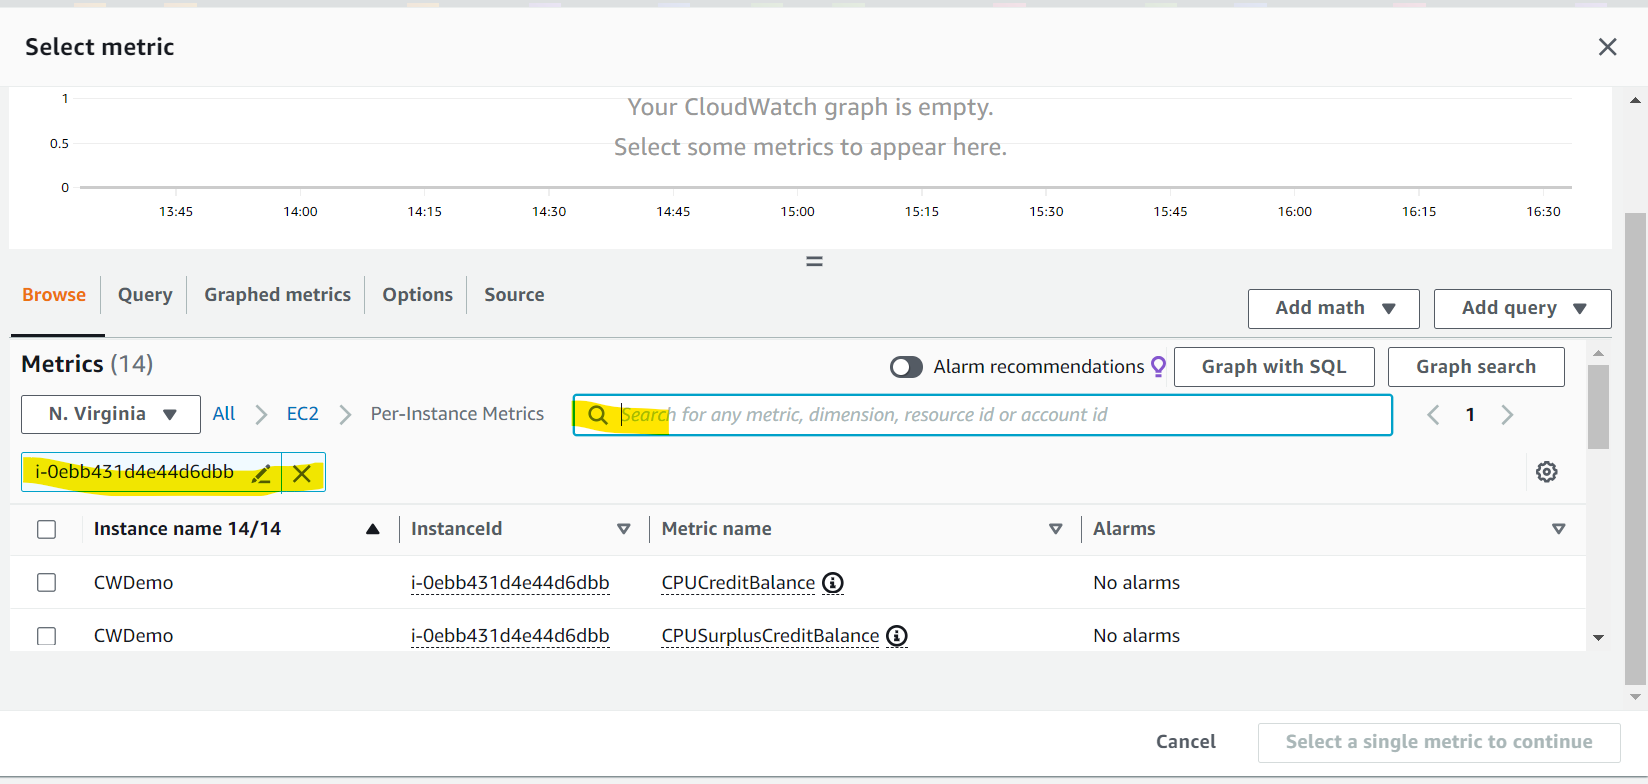 Select metric
1
Your CloudWatch graph is empty.
0.5
Select some metrics to appear here.
0
13:45 14:00 14:15 14:30 14:45 15:00 15:15 15:30 15:45 16:00 16:15 16:30
Browse Query Graphed metrics Options Source
Add math Add query
Metrics (14)
Alarm recommendations Graph with SQL Graph search
N. Virginia All EC2 Per-Instance Metrics Search for any metric, dimension, resource id or account id 1
i-0ebb431d4e44d6dbb
Instance name 14/14 InstanceId Metric name Alarms
CWDemo i-0ebb431d4e44d6dbb CPUCreditBalance No alarms
CWDemo i-0ebb431d4e44d6dbb CPUSurplusCreditBalance No alarms
Cancel Select a single metric to continue